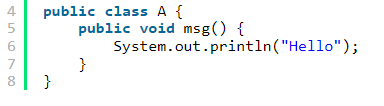 4 public class A {
5     public void msg() {
6         System.out.println("Hello");
7     }
8 }